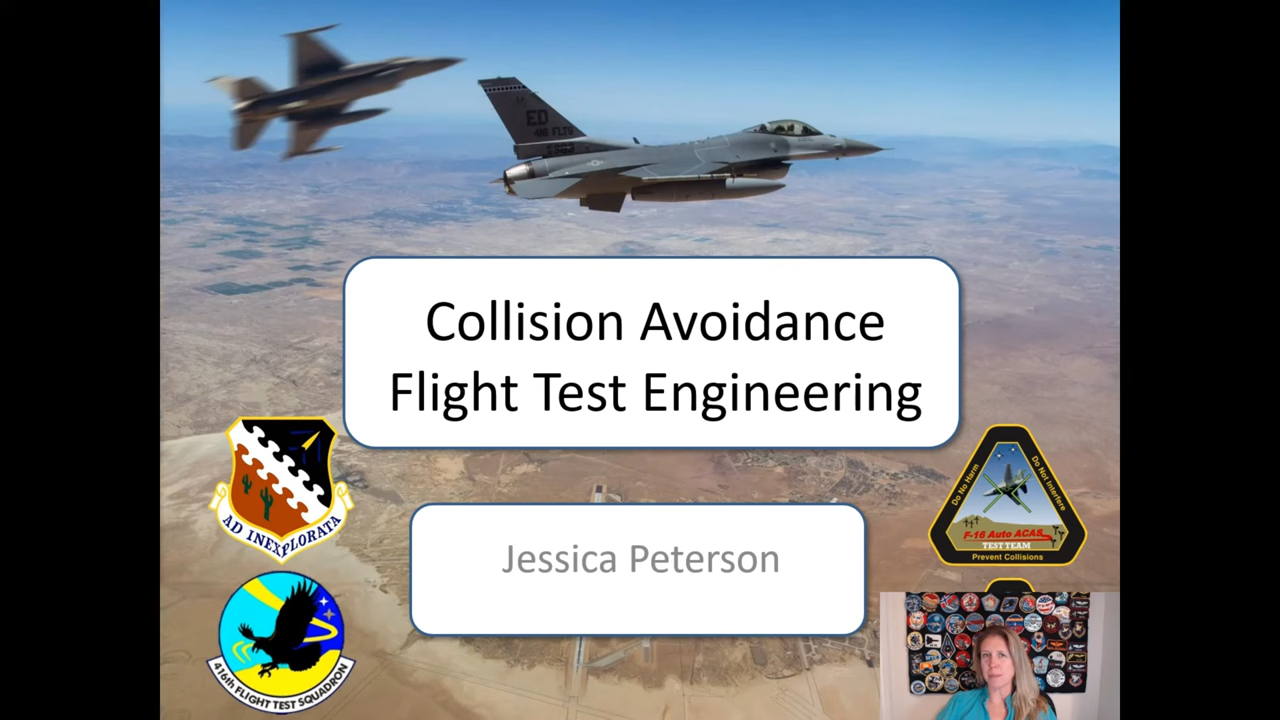 ED
416 FLTS
Collision Avoidance
Flight Test Engineering
Jessica Peterson
AD INEXPLORATA
416th FLIGHT TEST SQUADRON
Do No Harm
Do Not Interfere
F-16 Auto ACAS
TEST TEAM
Prevent Collisions